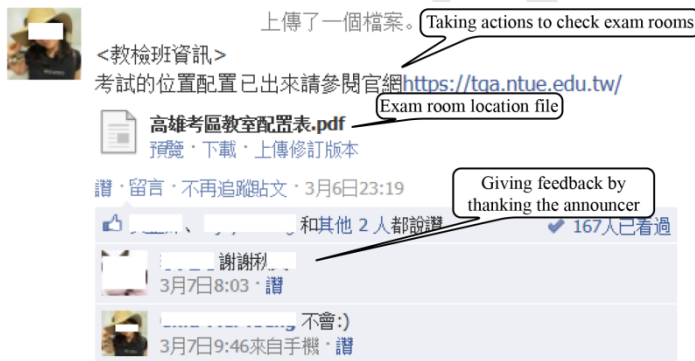 上傳了一個檔案。
Taking actions to check exam rooms
<教檢班資訊>
考試的位置配置已出來請參閱官網https://tqa.ntue.edu.tw/
Exam room location file
高雄考區教室配置表.pdf
預覽·下載·上傳修訂版本
讚·留言·不再追蹤貼文·3月6日23:19
Giving feedback by
thanking the announcer
和其他 2 人都說讚
167人已看過
謝謝秋
3月7日8:03·讚
不會:)
3月7日9:46來自手機·讚